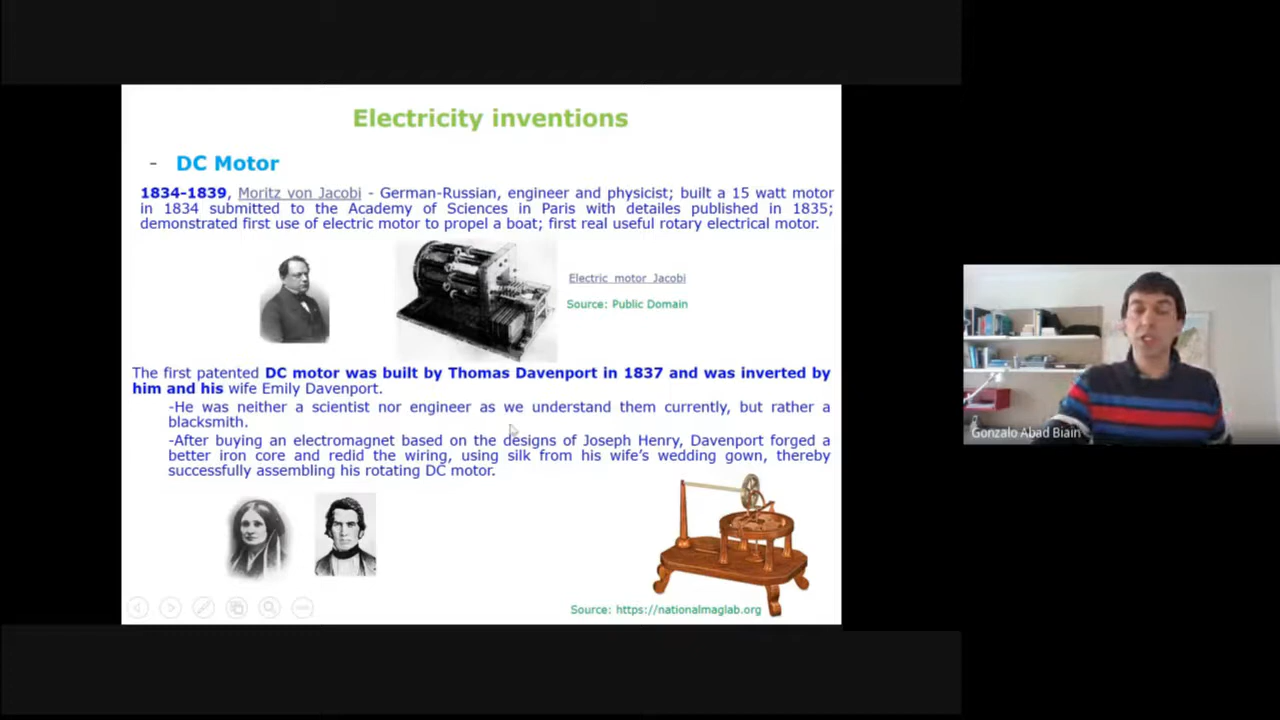 Electricity inventions
- DC Motor
1834-1839, Moritz von Jacobi - German-Russian, engineer and physicist; built a 15 watt motor
in 1834 submitted to the Academy of Sciences in Paris with detailes published in 1835;
demonstrated first use of electric motor to propel a boat; first real useful rotary electrical motor.
Electric motor Jacobi
Source: Public Domain
The first patented DC motor was built by Thomas Davenport in 1837 and was inverted by
him and his wife Emily Davenport.
-He was neither a scientist nor engineer as we understand them currently, but rather a
blacksmith.
-After buying an electromagnet based on the designs of Joseph Henry, Davenport forged a
better iron core and redid the wiring, using silk from his wife's wedding gown, thereby
successfully assembling his rotating DC motor.
Source: https://nationalmaglab.org
Gonzalo Abad Biain